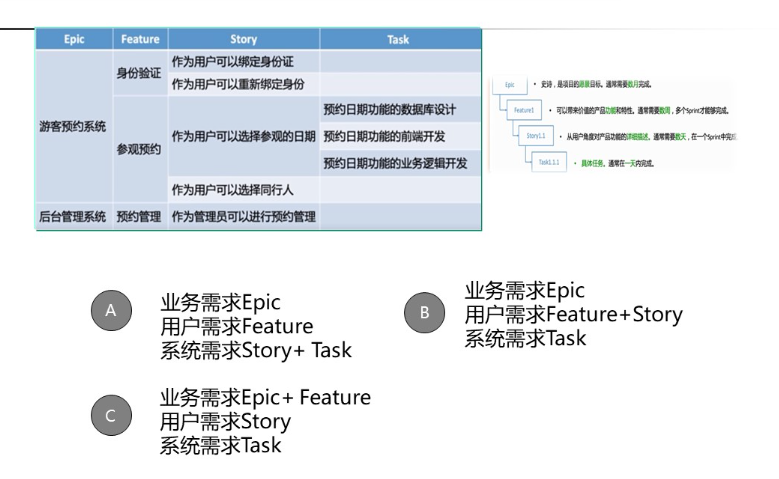 Epic Feature Story Task
游客预约系统 身份验证 作为用户可以绑定身份证
作为用户可以重新绑定身份
参观预约 作为用户可以选择参观的日期 预约日期功能的数据库设计
预约日期功能的前端开发
预约日期功能的业务逻辑开发
作为用户可以选择同行人
后台管理系统 预约管理 作为管理员可以进行预约管理
Epic • 史诗，是项目的愿景目标。通常需要数月完成。
Feature1 • 可以带来价值的产品功能和特性。通常需要数周，多个Sprint才能够完成。
Story1.1 • 从用户角度对产品功能的详细描述。通常需要数天，在一个Sprint中完成
Task1.1.1 • 具体任务。通常在一天内完成。
A
业务需求Epic
用户需求Feature
系统需求Story+ Task
B
业务需求Epic
用户需求Feature+Story
系统需求Task
C
业务需求Epic+ Feature
用户需求Story
系统需求Task